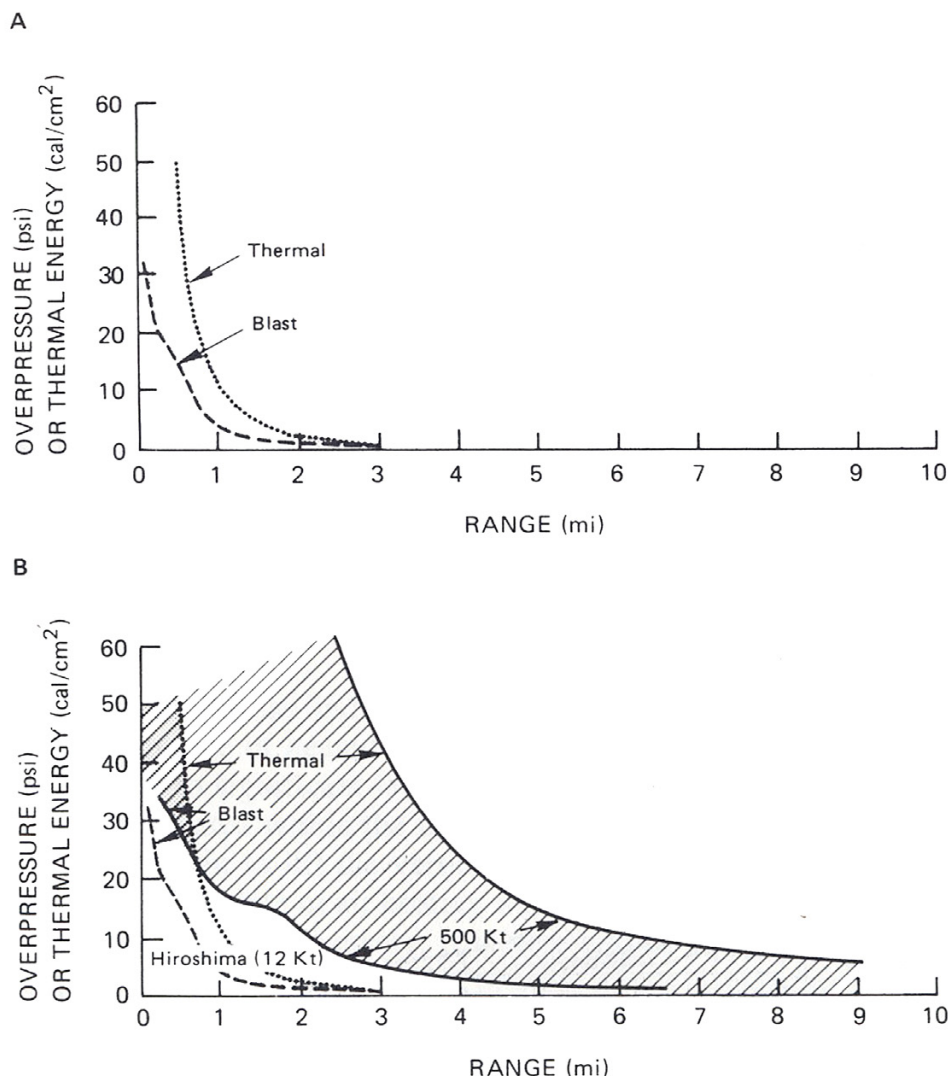 A
OVERPRESSURE (psi)
OR THERMAL ENERGY (cal/cm²)
60
50
40
30
20
10
0
Thermal
Blast
0 1 2 3 4 5 6 7 8 9 10
RANGE (mi)
B
OVERPRESSURE (psi)
OR THERMAL ENERGY (cal/cm²)
60
50
40
30
20
10
0
Thermal
Blast
500 Kt
Hiroshima (12 Kt)
0 1 2 3 4 5 6 7 8 9 10
RANGE (mi)